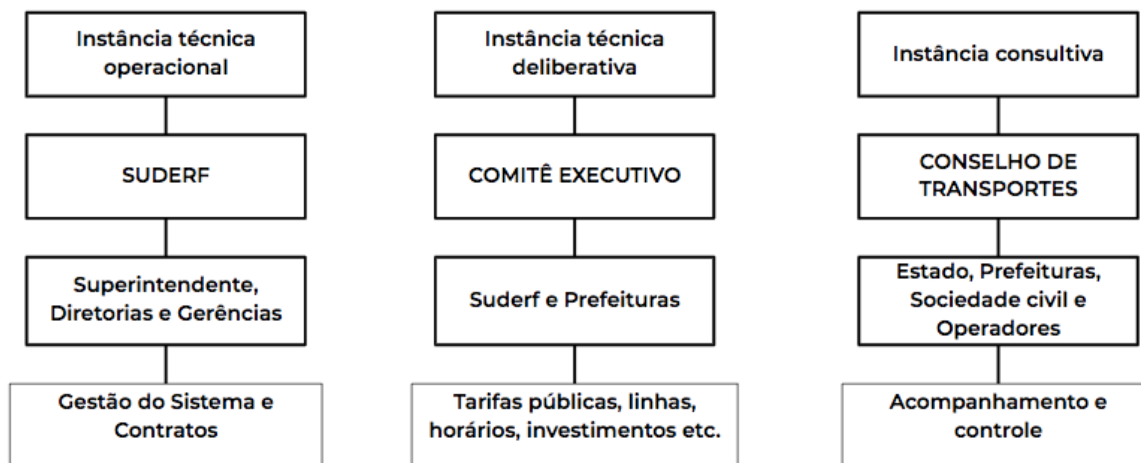 Instância técnica
operacional
SUDERF
Superintendente,
Diretorias e Gerências
Gestão do Sistema e
Contratos
Instância técnica
deliberativa
COMITÊ EXECUTIVO
Suderf e Prefeituras
Tarifas públicas, linhas,
horários, investimentos etc.
Instância consultiva
CONSELHO DE
TRANSPORTES
Estado, Prefeituras,
Sociedade civil e
Operadores
Acompanhamento e
controle